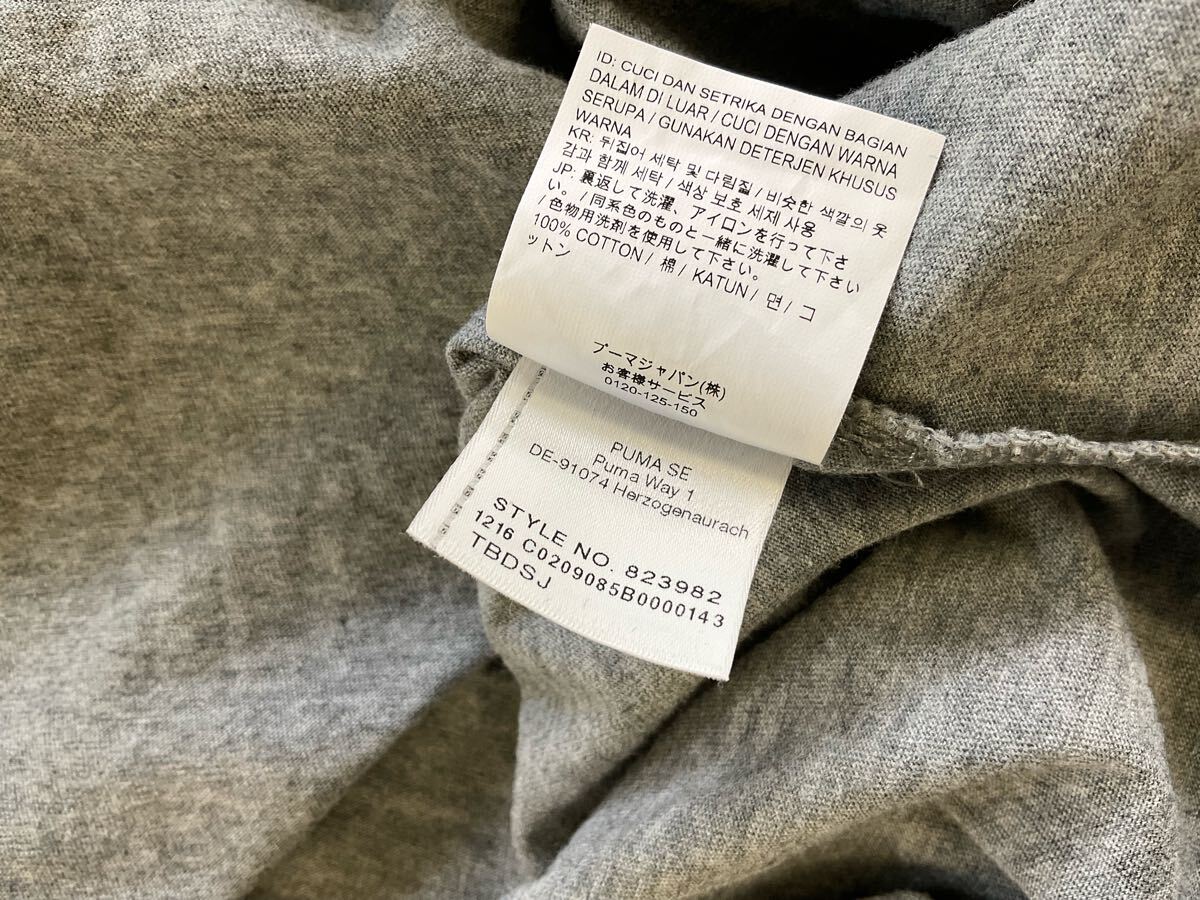 ID: CUCI DAN SETRIKA DENGAN BAGIAN
DALAM DI LUAR / CUCI DENGAN WARNA
SERUPA / GUNAKAN DETERJEN KHUSUS
WARNA
KR: 뒤집어 세탁 및 다림질 / 비슷한 색깔의 옷
감과 함께 세탁 / 색상 보호 세제 사용
JP: 裏返して洗濯、アイロンを行って下さ
い。 / 同系色のものと一緒に洗濯して下さい
/ 色物用洗剤を使用して下さい。
100% COTTON / 棉 / KATUN / 면 / コ
ットン
プーマジャパン(株)
お客様サービス
0120-125-150
PUMA SE
Puma Way 1
DE-91074 Herzogenaurach
STYLE NO. 823982
1216 C0209085B0000143
TBDSJ